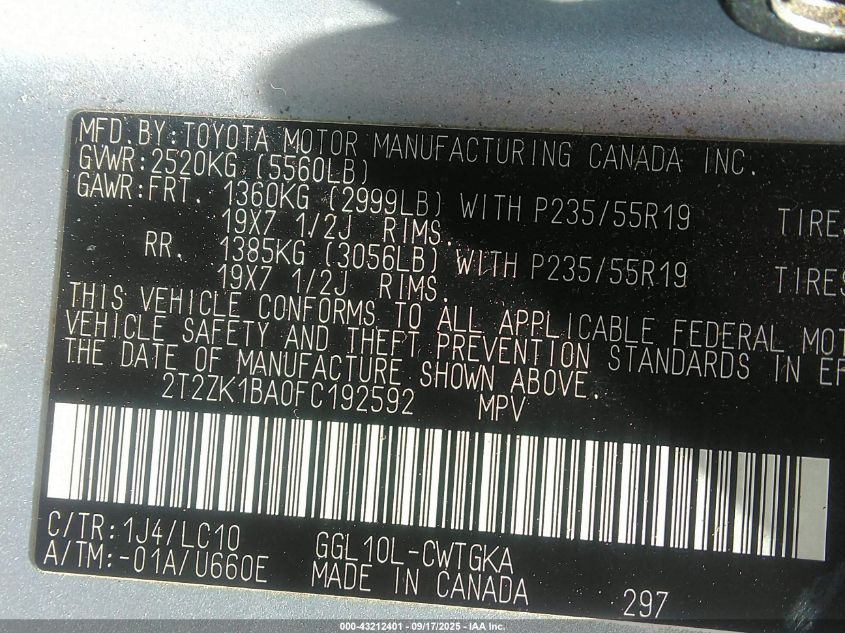 MFD.BY:TOYOTA MOTOR MANUFACTURING CANADA INC.
GVWR:2520KG (5560LB)
GAWR:FRT. 1360KG (2999LB) WITH P235/55R19 TIRES
19X7 1/2J RIMS.
RR. 1385KG (3056LB) WITH P235/55R19 TIRES
19X7 1/2J RIMS.
THIS VEHICLE CONFORMS TO ALL APPLICABLE FEDERAL MOT
VEHICLE SAFETY AND THEFT PREVENTION STANDARDS IN EF
THE DATE OF MANUFACTURE SHOWN ABOVE.
2T2ZK1BA0FC192592 MPV
C/TR:1J4/LC10 GGL10L-CWTGKA
A/TM:-01A/U660E MADE IN CANADA 297
000-43212401 - 09/17/2025 - IAA Inc.